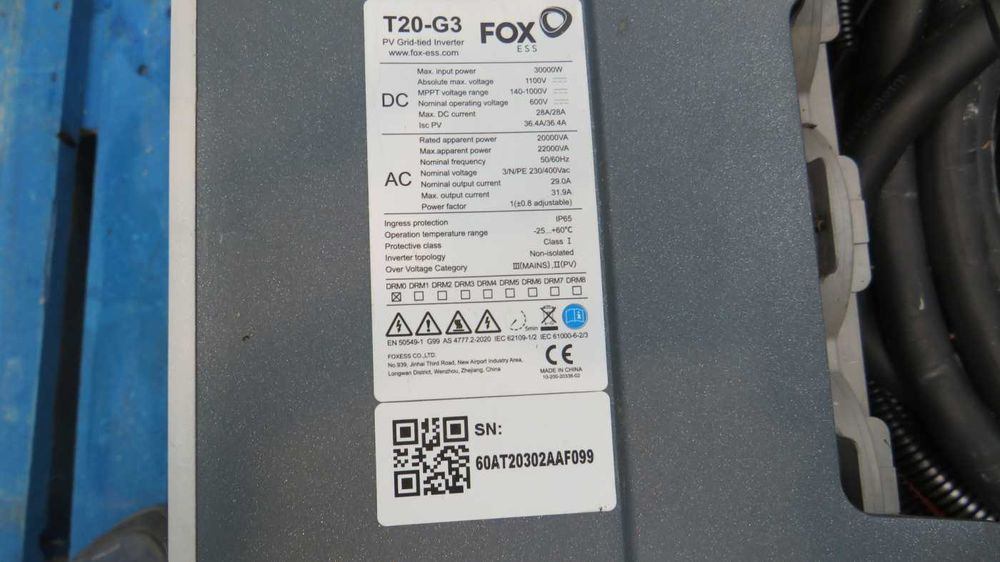 T20-G3
PV Grid-tied Inverter
www.fox-ess.com
FOX
ESS
DC
Max. input power 30000W
Absolute max. voltage 1100V
MPPT voltage range 140-1000V
Nominal operating voltage 600V
Max. DC current 28A/28A
Isc PV 36.4A/36.4A
AC
Rated apparent power 20000VA
Max.apparent power 22000VA
Nominal frequency 50/60Hz
Nominal voltage 3/N/PE 230/400Vac
Nominal output current 29.0A
Max. output current 31.9A
Power factor 1(±0.8 adjustable)
Ingress protection IP65
Operation temperature range -25...+60℃
Protective class Class Ⅰ
Inverter topology Non-isolated
Over Voltage Category Ⅲ(MAINS),Ⅱ(PV)
DRM0 DRM1 DRM2 DRM3 DRM4 DRM5 DRM6 DRM7 DRM8
5min
EN 50549-1 G99 AS 4777.2-2020 IEC 62109-1/2 IEC 61000-6-2/3
FOXESS CO.,LTD.
No.939, Jinhai Third Road, New Airport Industry Area,
Longwan District, Wenzhou, Zhejiang, China
CE
MADE IN CHINA
10-200-20336-02
SN:
60AT20302AAF099